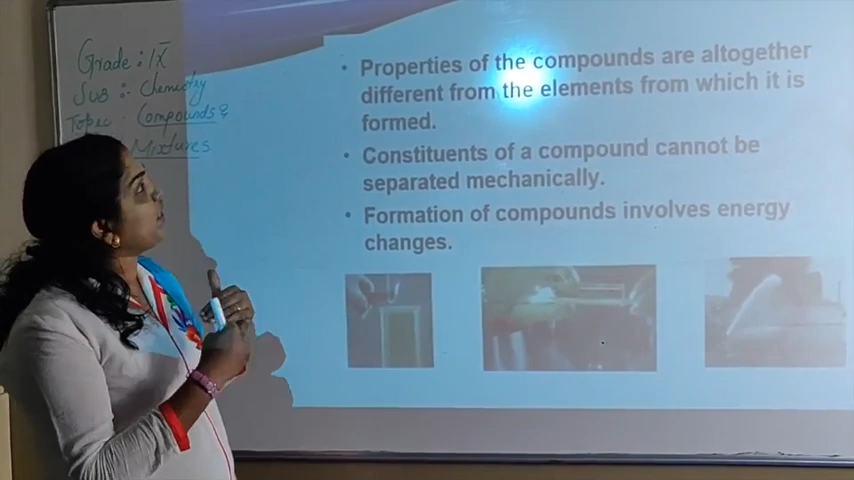 Grade : IX
Sub :- Chemistry
Topic : Compounds &
Mixtures
• Properties of the compounds are altogether
different from the elements from which it is
formed.
• Constituents of a compound cannot be
separated mechanically.
• Formation of compounds involves energy
changes.